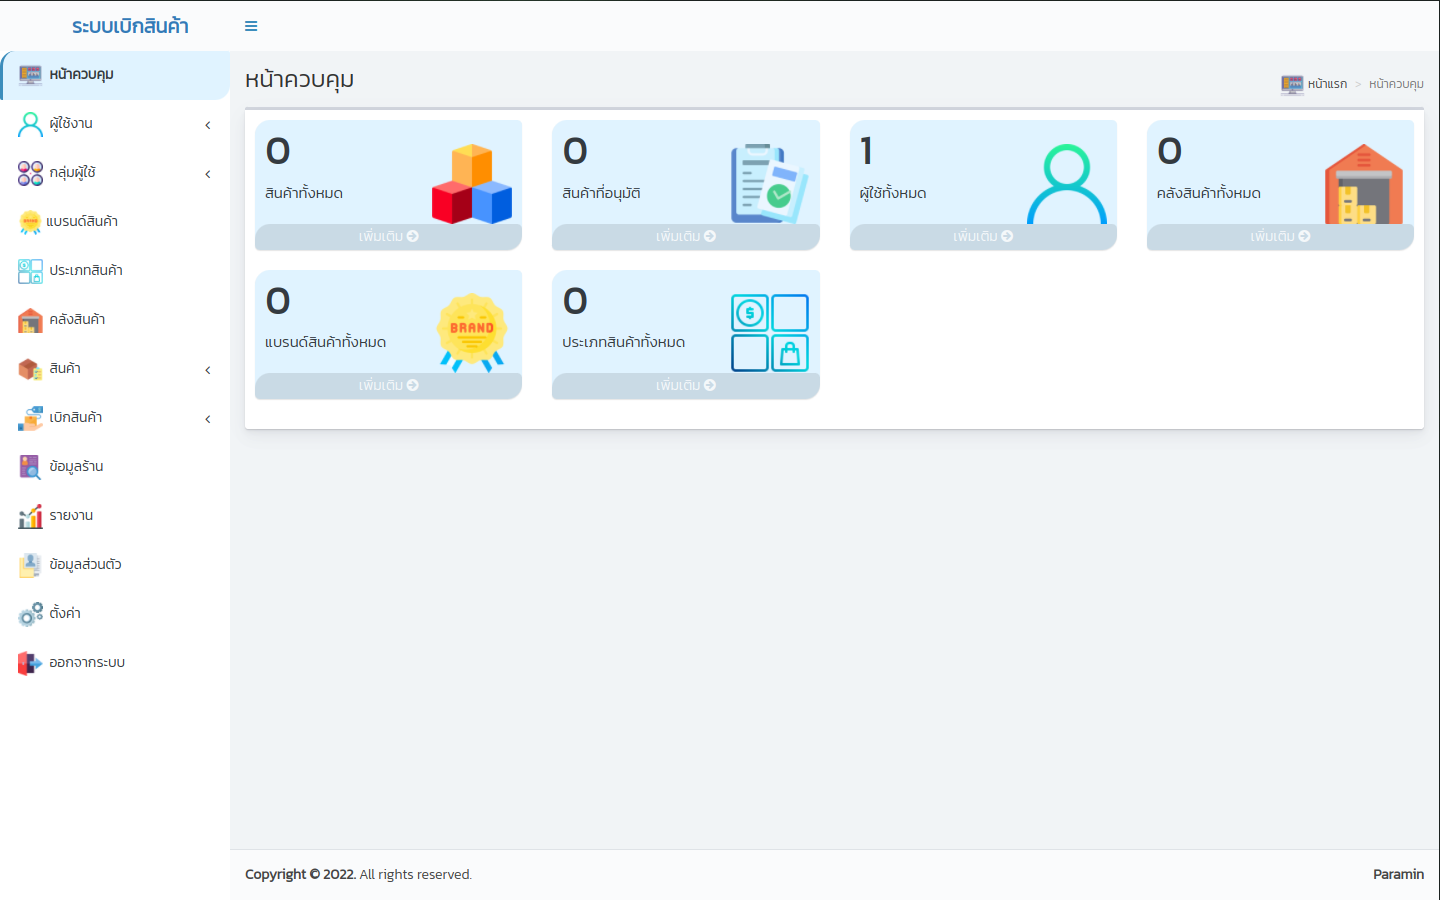 ระบบเบิกสินค้า
หน้าควบคุม
ผู้ใช้งาน
กลุ่มผู้ใช้
แบรนด์สินค้า
ประเภทสินค้า
คลังสินค้า
สินค้า
เบิกสินค้า
ข้อมูลร้าน
รายงาน
ข้อมูลส่วนตัว
ตั้งค่า
ออกจากระบบ
หน้าควบคุม
หน้าแรก > หน้าควบคุม
0
สินค้าทั้งหมด
เพิ่มเติม
0
สินค้าที่อนุมัติ
เพิ่มเติม
1
ผู้ใช้ทั้งหมด
เพิ่มเติม
0
คลังสินค้าทั้งหมด
เพิ่มเติม
0
แบรนด์สินค้าทั้งหมด
BRAND
เพิ่มเติม
0
ประเภทสินค้าทั้งหมด
$
เพิ่มเติม
Copyright © 2022. All rights reserved.
Paramin